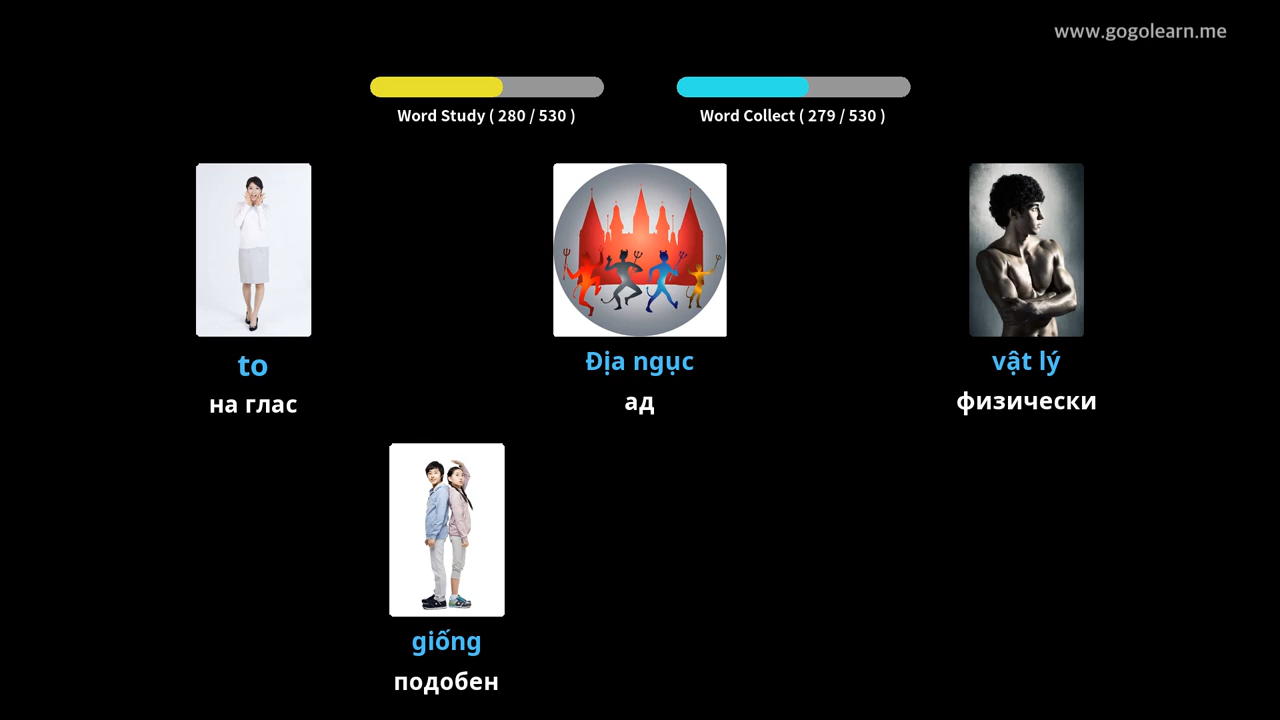 www.gogolearn.me
Word Study ( 280 / 530 )
Word Collect ( 279 / 530 )
to
на глас
Địa ngục
ад
vật lý
физически
giống
подобен